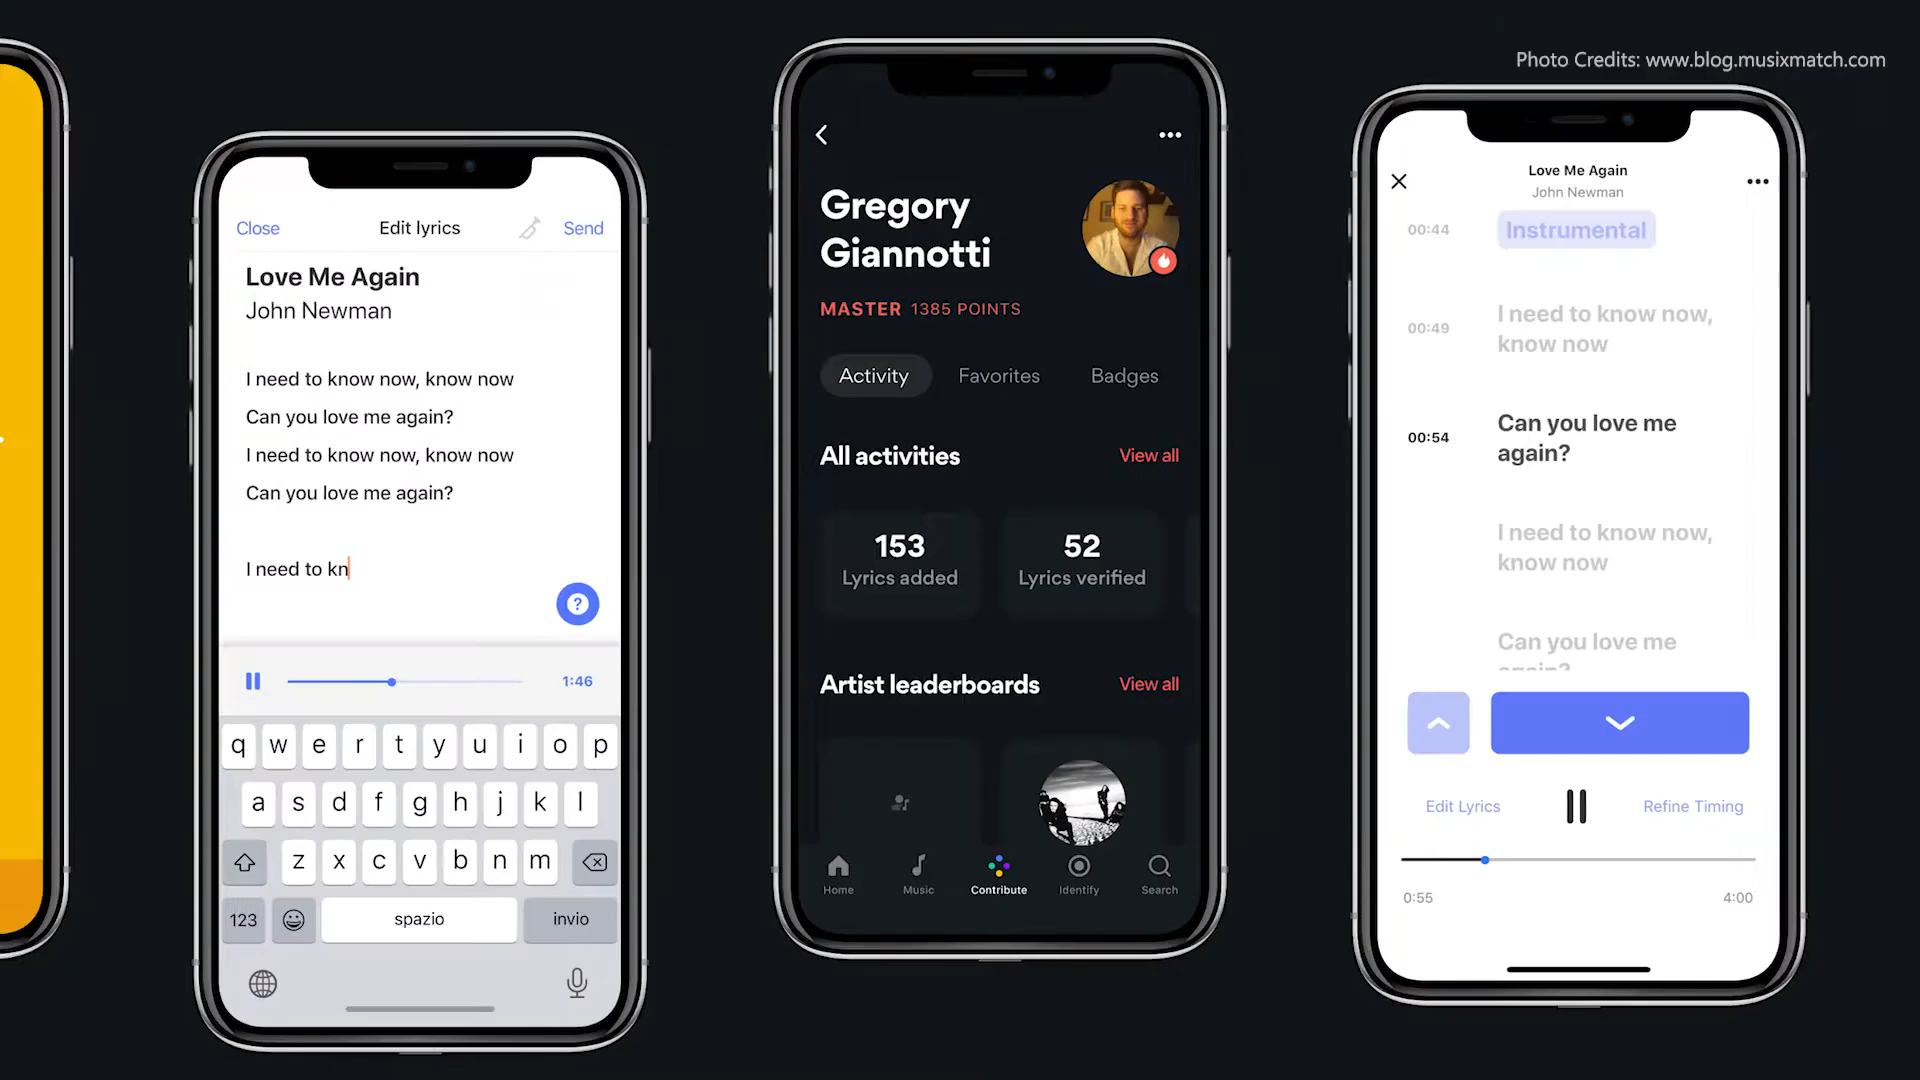 Photo Credits: www.blog.musixmatch.com
Close
Edit lyrics
Send
Love Me Again
John Newman
I need to know now, know now
Can you love me again?
I need to know now, know now
Can you love me again?
I need to kn
?
1:46
q w e r t y u i o p
a s d f g h j k l
z x c v b n m
123
spazio
invio
Gregory
Giannotti
MASTER 1385 POINTS
Activity
Favorites
Badges
All activities
View all
153
Lyrics added
52
Lyrics verified
Artist leaderboards
View all
Home
Music
Contribute
Identify
Search
Love Me Again
John Newman
00:44
Instrumental
00:49
I need to know now,
know now
00:54
Can you love me
again?
I need to know now,
know now
Can you love me
again?
Edit Lyrics
Refine Timing
0:55
4:00